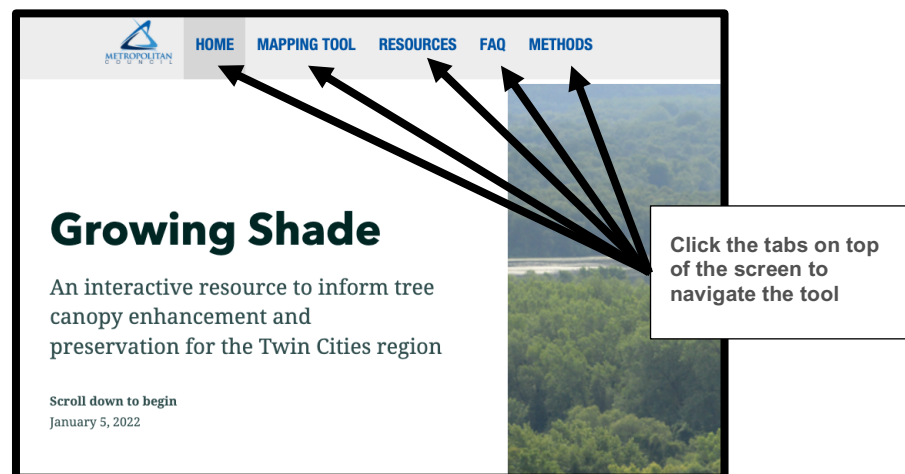 METROPOLITAN
COUNCIL
HOME MAPPING TOOL RESOURCES FAQ METHODS
Growing Shade
An interactive resource to inform tree
canopy enhancement and
preservation for the Twin Cities region
Scroll down to begin
January 5, 2022
Click the tabs on top
of the screen to
navigate the tool